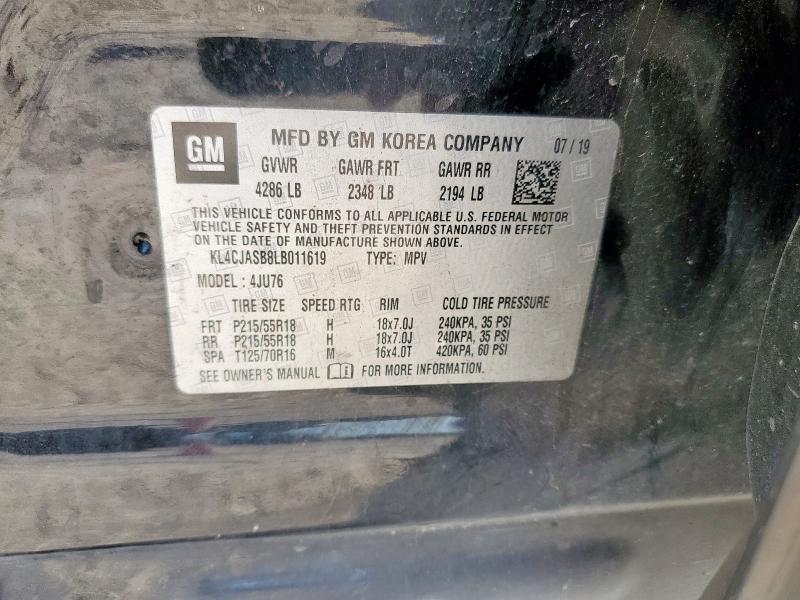 GM MFD BY GM KOREA COMPANY 07/19
GVWR GAWR FRT GAWR RR
4286 LB 2348 LB 2194 LB
THIS VEHICLE CONFORMS TO ALL APPLICABLE U.S. FEDERAL MOTOR
VEHICLE SAFETY AND THEFT PREVENTION STANDARDS IN EFFECT
ON THE DATE OF MANUFACTURE SHOWN ABOVE.
KL4CJASB8LB011619 TYPE: MPV
MODEL : 4JU76
TIRE SIZE SPEED RTG RIM COLD TIRE PRESSURE
FRT P215/55R18 H 18x7.0J 240KPA, 35 PSI
RR P215/55R18 H 18x7.0J 240KPA, 35 PSI
SPA T125/70R16 M 16x4.0T 420KPA, 60 PSI
SEE OWNER'S MANUAL FOR MORE INFORMATION.